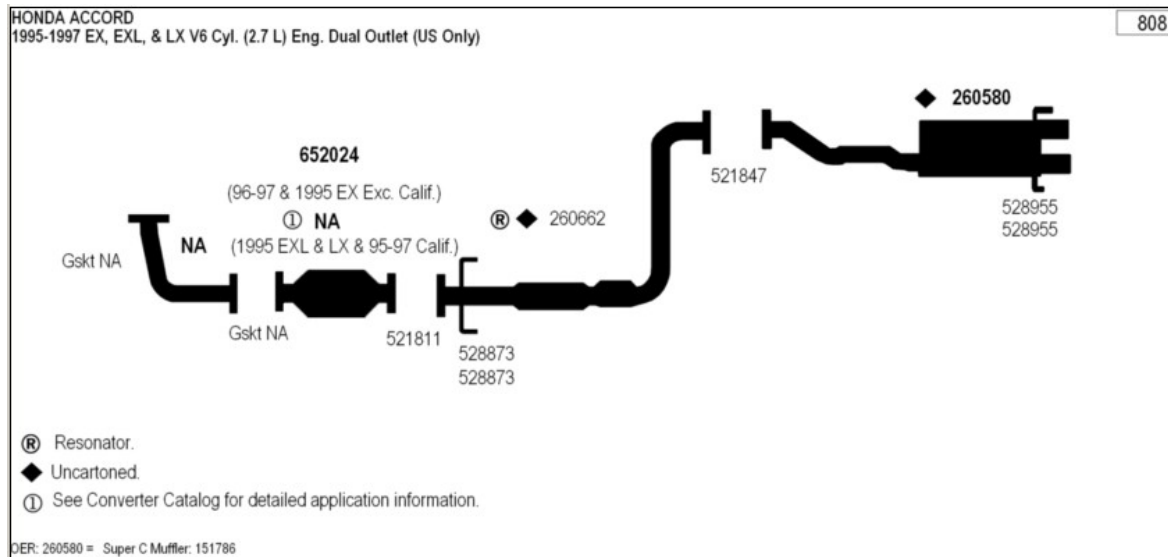 HONDA ACCORD
1995-1997 EX, EXL, & LX V6 Cyl. (2.7 L) Eng. Dual Outlet (US Only)
808
◆ 260580
652024
521847
(96-97 & 1995 EX Exc. Calif.)
528955
528955
① NA
Ⓡ ◆ 260662
NA
(1995 EXL & LX & 95-97 Calif.)
Gskt NA
Gskt NA
521811
528873
528873
Ⓡ Resonator.
◆ Uncartoned.
① See Converter Catalog for detailed application information.
OER: 260580 = Super C Muffler: 151786